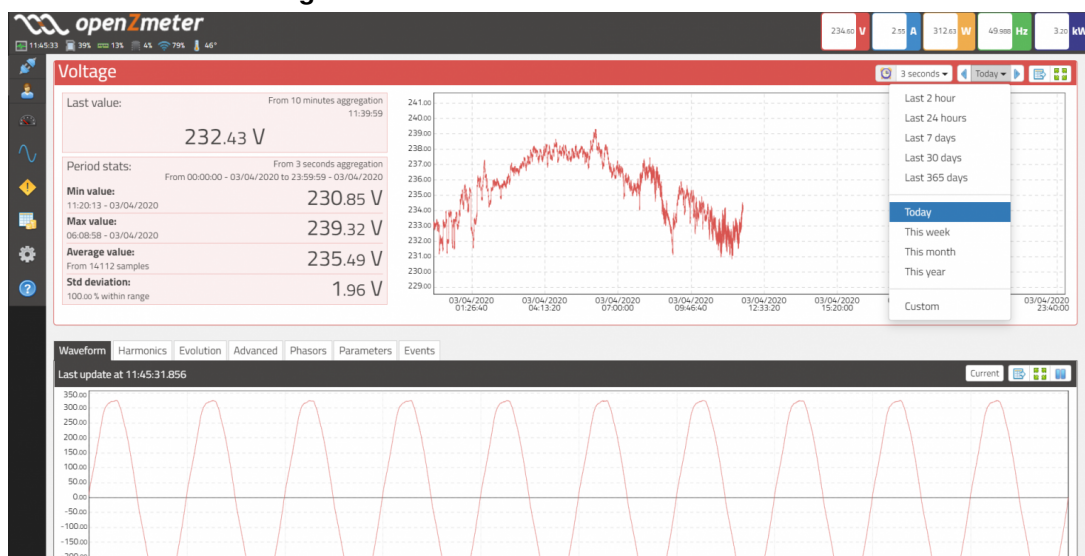 openZmeter
11:45:33 39% 13% 4% 79% 46°
234.60 V 2.55 A 312.63 W 49.988 Hz 3.20 kW
Voltage
3 seconds Today
Last value:
From 10 minutes aggregation
11:39:59
232.43 V
Period stats:
From 3 seconds aggregation
From 00:00:00 - 03/04/2020 to 23:59:59 - 03/04/2020
Min value:
11:20:13 - 03/04/2020
230.85 V
Max value:
06:08:58 - 03/04/2020
239.32 V
Average value:
From 14112 samples
235.49 V
Std deviation:
100.00 % within range
1.96 V
241.00
240.00
239.00
238.00
237.00
236.00
235.00
234.00
233.00
232.00
231.00
230.00
229.00
03/04/2020 03/04/2020 03/04/2020 03/04/2020 03/04/2020 03/04/2020 03/04/2020
01:26:40 04:13:20 07:00:00 09:46:40 12:33:20 15:20:00 23:40:00
Last 2 hour
Last 24 hours
Last 7 days
Last 30 days
Last 365 days
Today
This week
This month
This year
Custom
Waveform Harmonics Evolution Advanced Phasors Parameters Events
Last update at 11:45:31.856
Current
350.00
300.00
250.00
200.00
150.00
100.00
50.00
0.00
-50.00
-100.00
-150.00